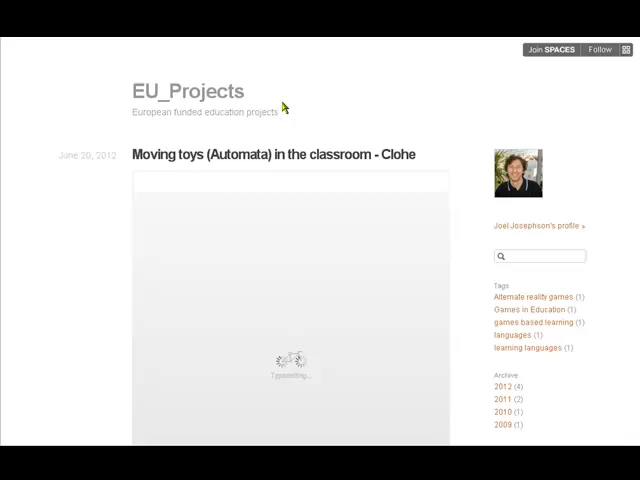 Join SPACES Follow
EU_Projects
European funded education projects
June 20, 2012
Moving toys (Automata) in the classroom - Clohe
Typesetting...
Joel Josephson's profile »
Tags
Alternate reality games (1)
Games in Education (1)
games based learning (1)
languages (1)
learning languages (1)
Archive
2012 (4)
2011 (2)
2010 (1)
2009 (1)